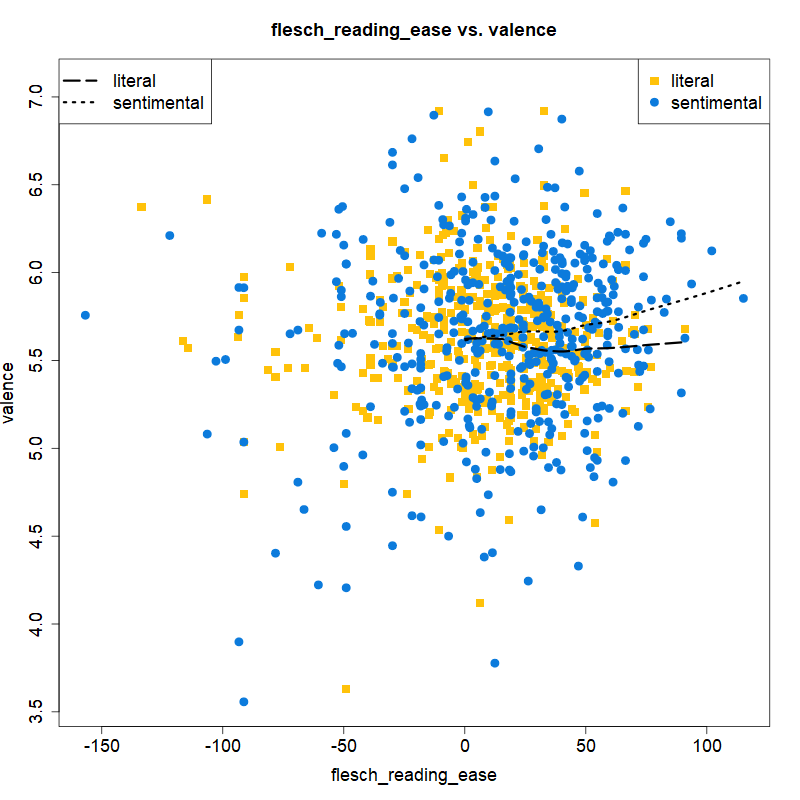 flesch_reading_ease vs. valence
literal
sentimental
literal
sentimental
7.0
6.5
6.0
5.5
5.0
4.5
4.0
3.5
valence
-150 -100 -50 0 50 100
flesch_reading_ease